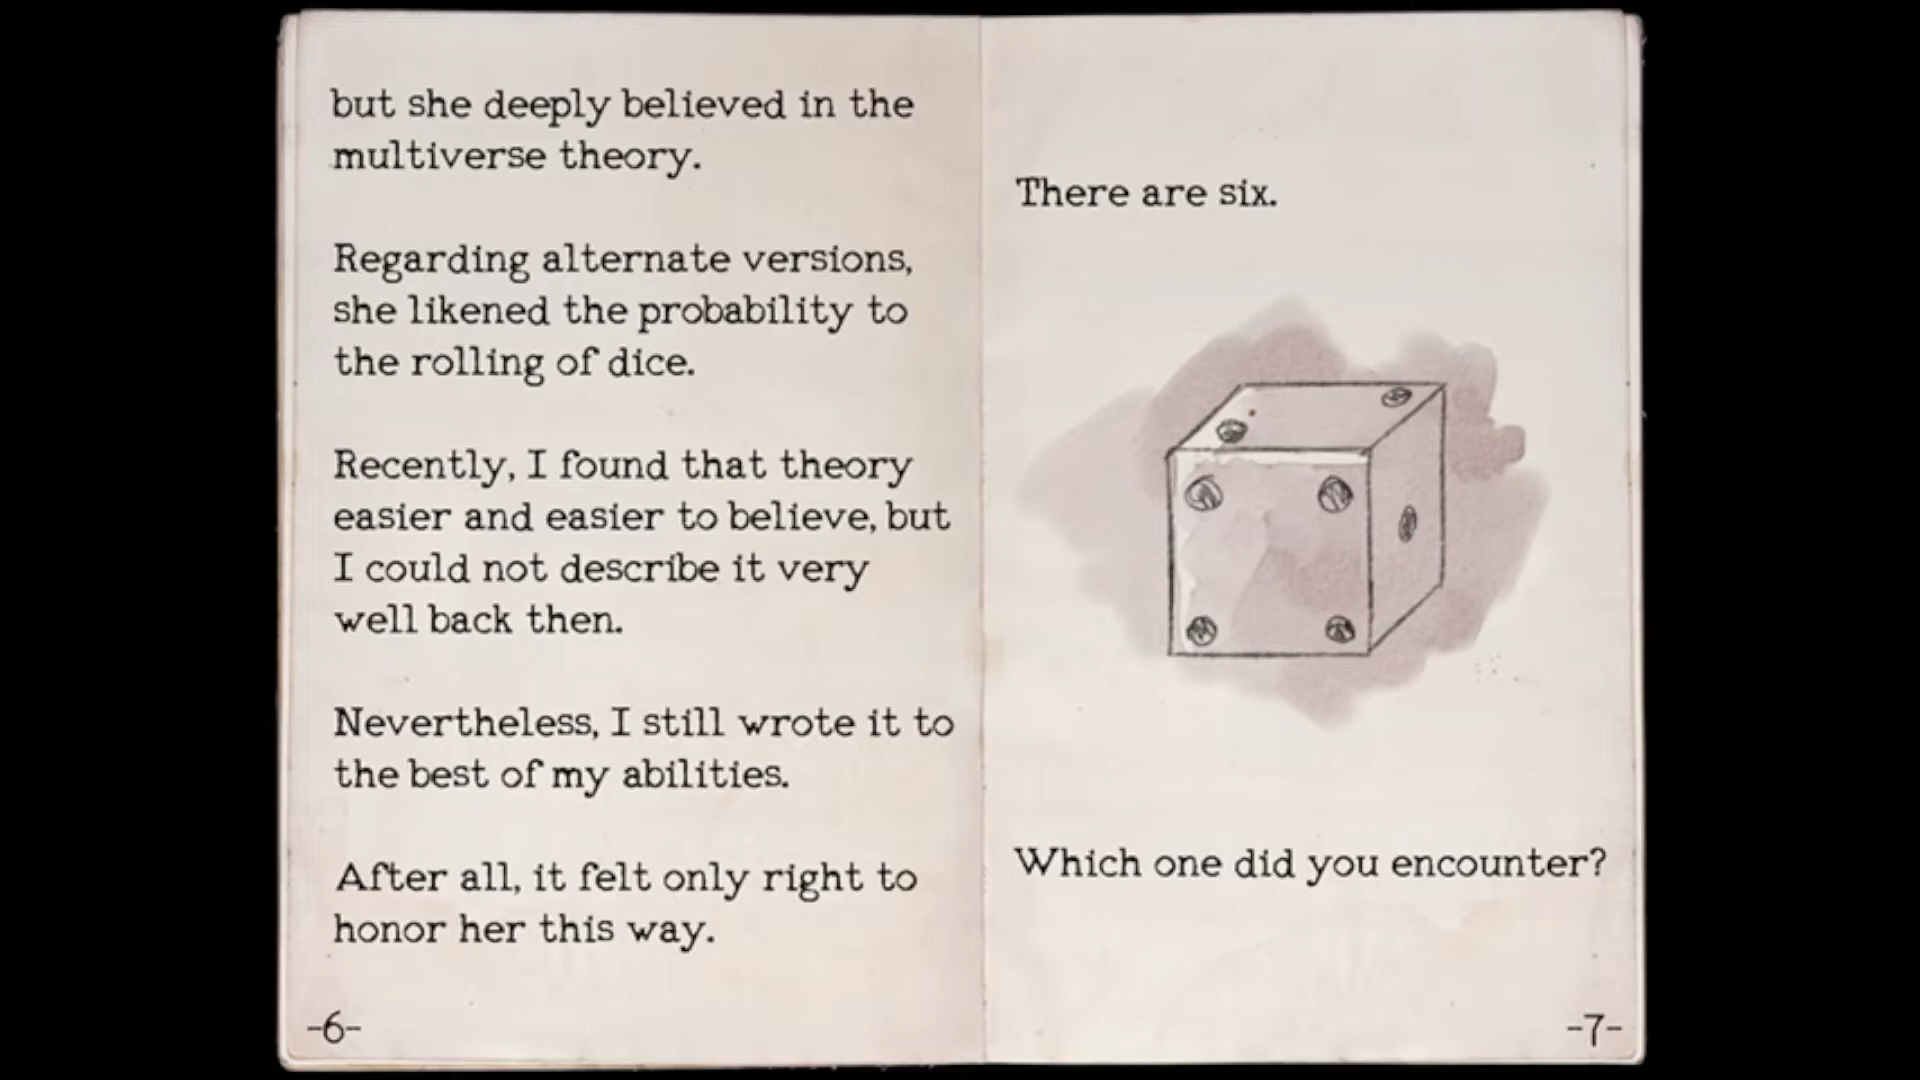 but she deeply believed in the
multiverse theory.
Regarding alternate versions,
she likened the probability to
the rolling of dice.
Recently, I found that theory
easier and easier to believe, but
I could not describe it very
well back then.
Nevertheless, I still wrote it to
the best of my abilities.
After all, it felt only right to
honor her this way.
-6-
There are six.
Which one did you encounter?
-7-